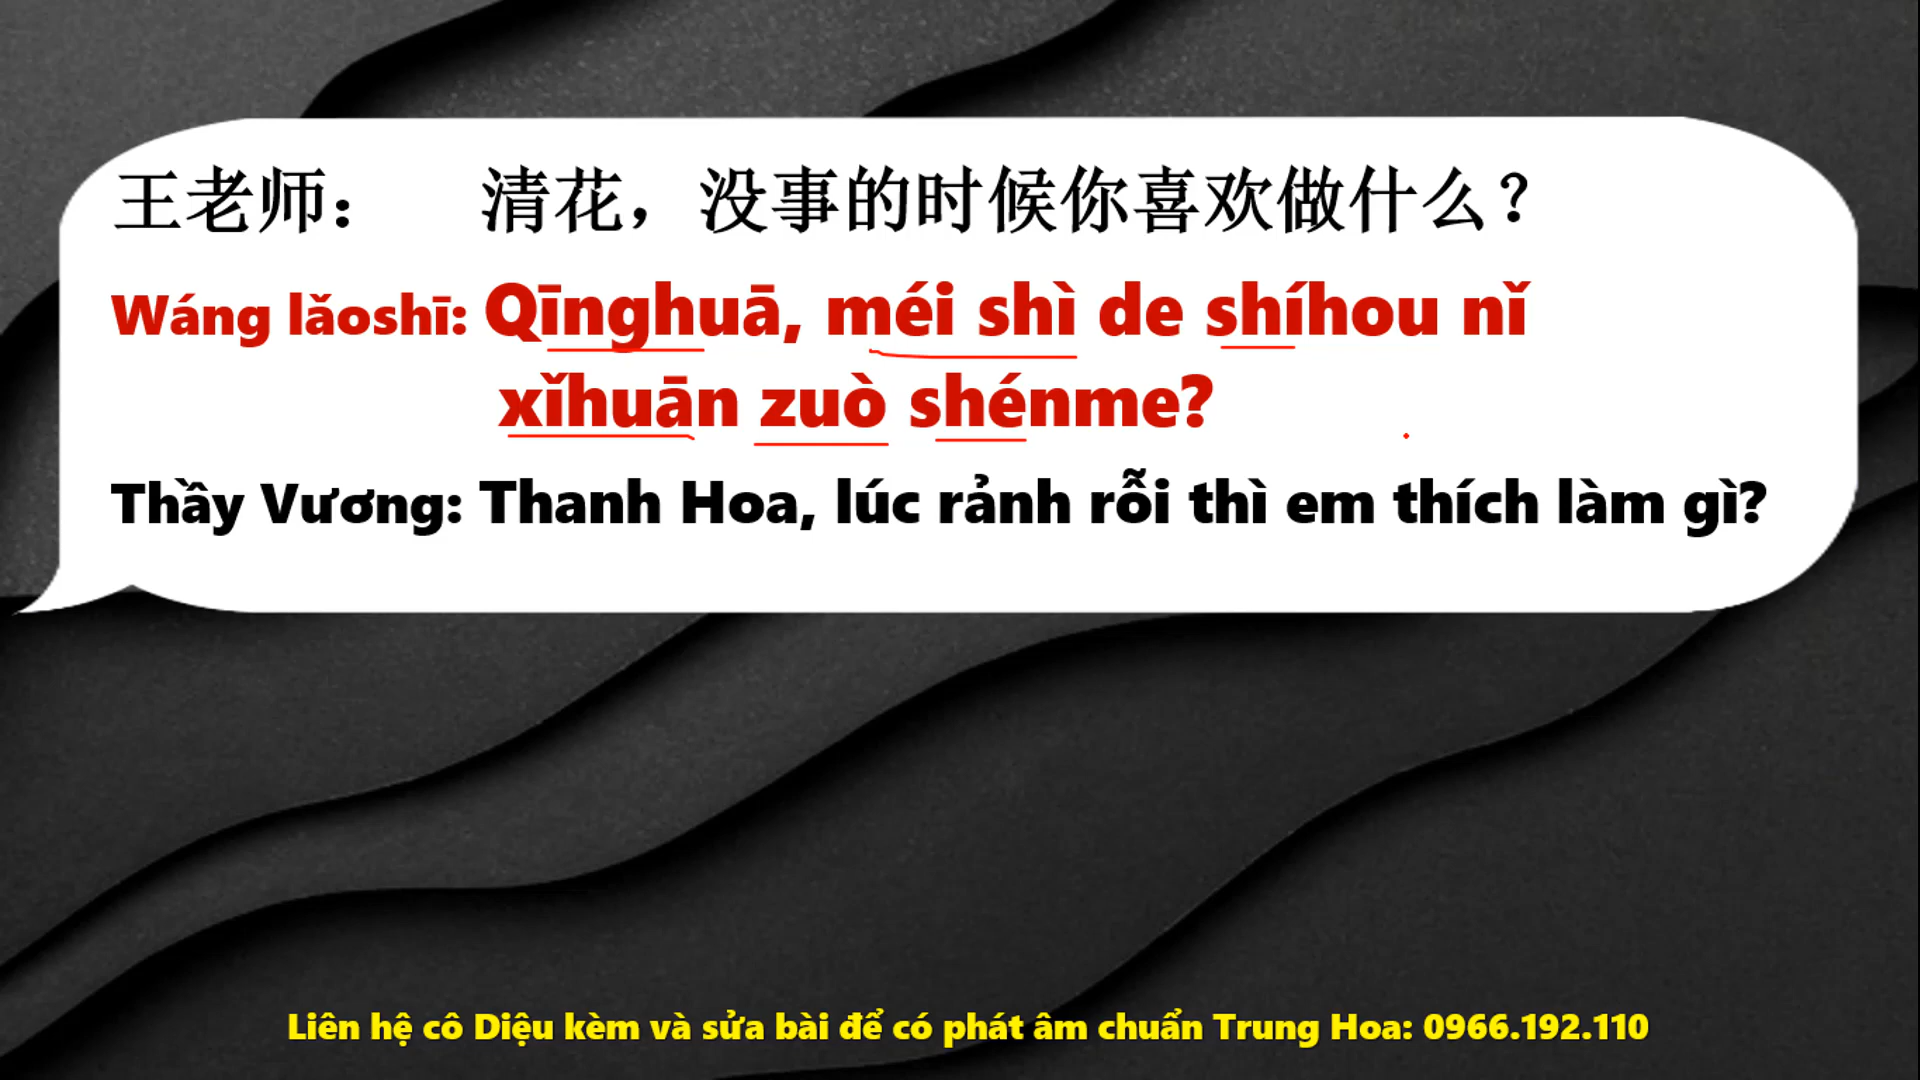 王老师： 清花，没事的时候你喜欢做什么？
Wáng lǎoshī: Qīnghuā, méi shì de shíhou nǐ
xǐhuān zuò shénme?
Thầy Vương: Thanh Hoa, lúc rảnh rỗi thì em thích làm gì?
Liên hệ cô Diệu kèm và sửa bài để có phát âm chuẩn Trung Hoa: 0966.192.110